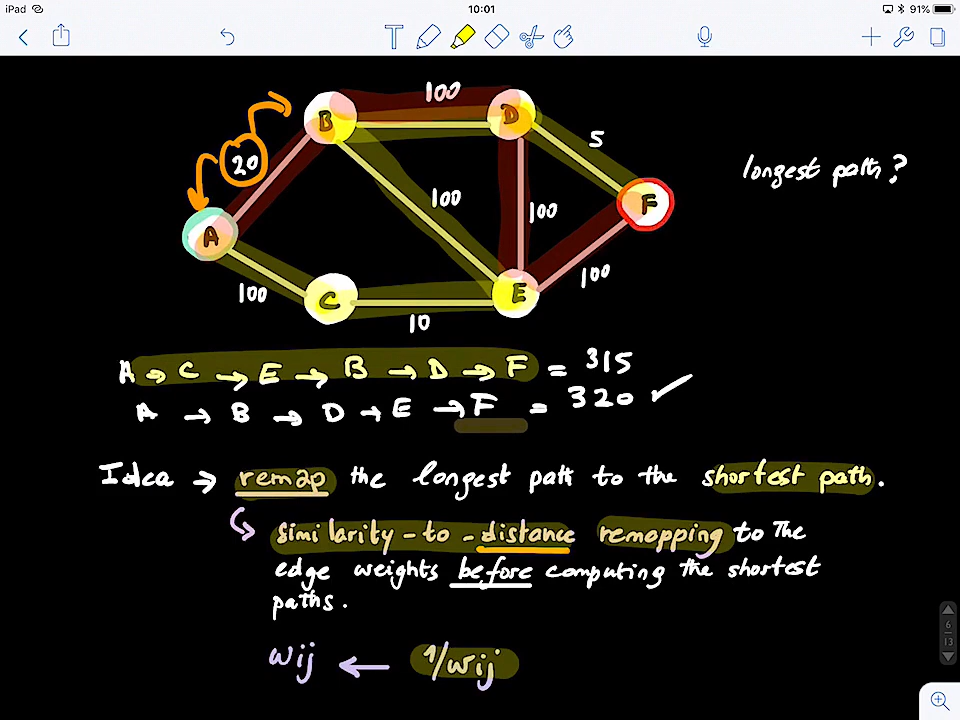 iPad
10:01
91%
T
100
B
D
5
20
longest path?
100
100
F
A
100
100
C
E
10
A → C → E → B → D → F = 315
A → B → D → E → F = 320 ✓
Idea → remap the longest path to the shortest path.
Similarity-to-distance remapping to the
edge weights before computing the shortest
paths.
wij ← 1/wij
6
13